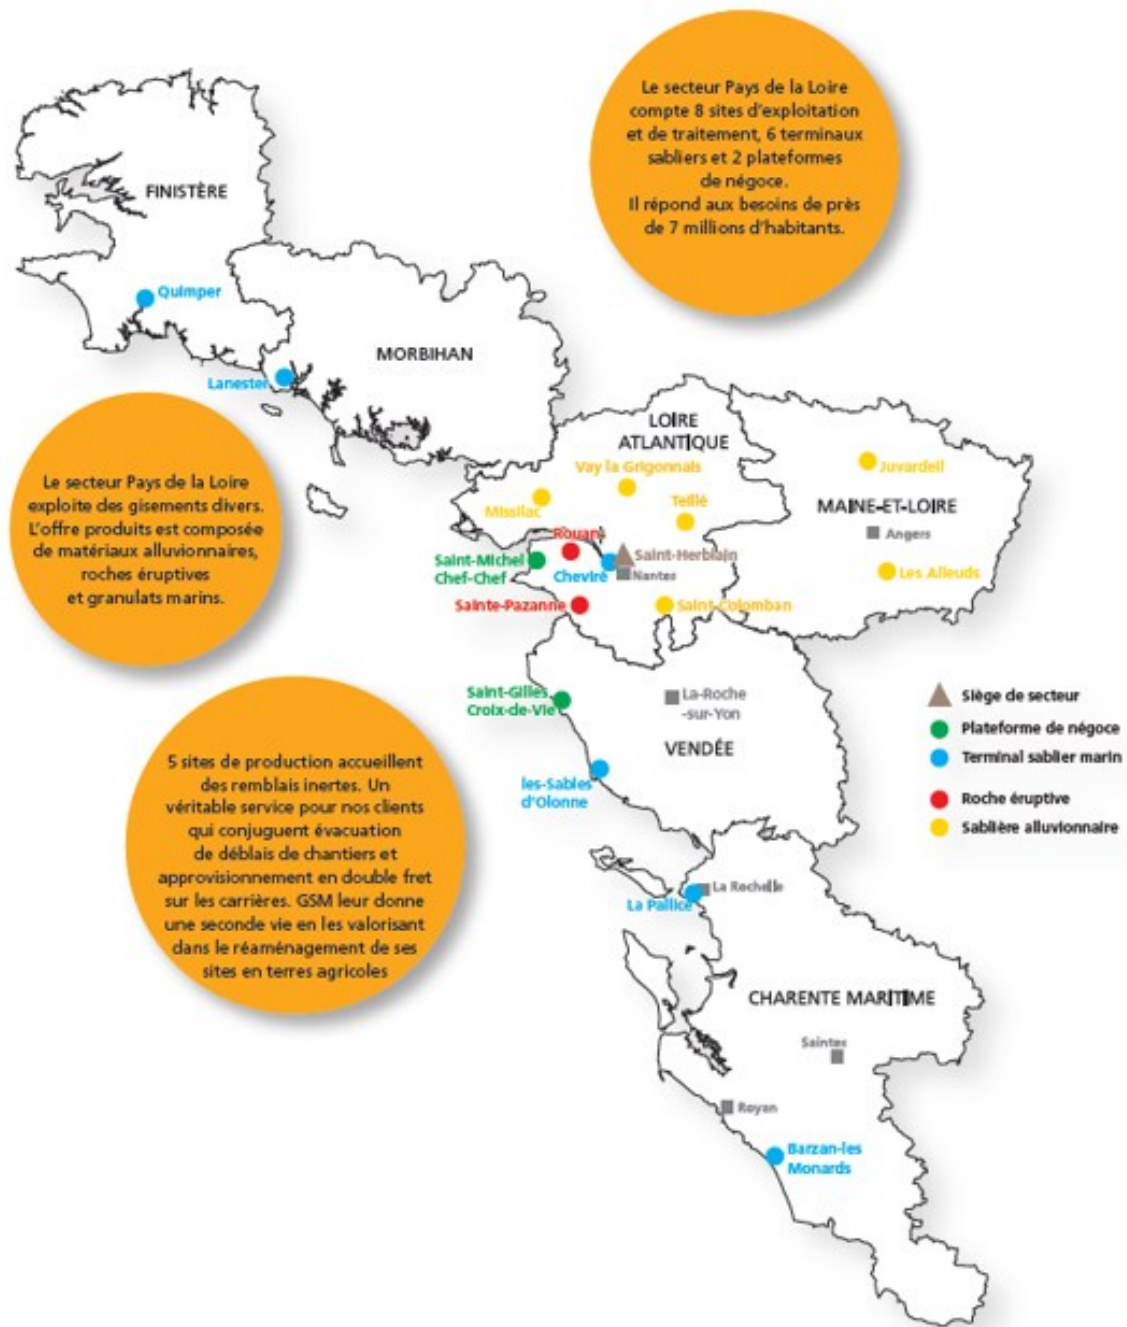 Le secteur Pays de la Loire
compte 8 sites d'exploitation
et de traitement, 6 terminaux
sabliers et 2 plateformes
de négoce.
Il répond aux besoins de près
de 7 millions d'habitants.
FINISTÈRE
Quimper
MORBIHAN
Lanester
Le secteur Pays de la Loire
exploite des gisements divers.
L'offre produits est composée
de matériaux alluvionnaires,
roches éruptives
et granulats marins.
LOIRE
ATLANTIQUE
Vay la Grigonnais
Missilac
Teillé
Rouans
Saint-Michel
Chef-Chef
Cheviré
Saint-Herblain
Nantes
Sainte-Pazanne
Saint-Colomban
Juvardeil
MAINE-ET-LOIRE
Angers
Les Alleuds
Saint-Gilles
Croix-de-Vie
La-Roche
-sur-Yon
VENDÉE
les-Sables
d'Olonne
Siège de secteur
Plateforme de négoce
Terminal sablier marin
Roche éruptive
Sablière alluvionnaire
5 sites de production accueillent
des remblais inertes. Un
véritable service pour nos clients
qui conjuguent évacuation
de déblais de chantiers et
approvisionnement en double fret
sur les carrières. GSM leur donne
une seconde vie en les valorisant
dans le réaménagement de ses
sites en terres agricoles
La Rochelle
La Pallice
CHARENTE MARITIME
Saintes
Royan
Barzan-les
Monards